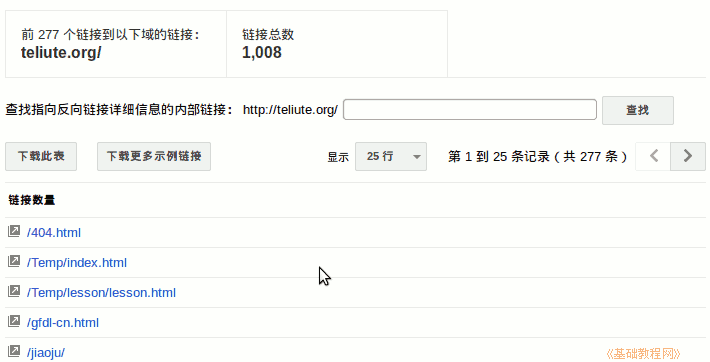 前 277 个链接到以下域的链接： 链接总数
teliute.org/ 1,008
查找指向反向链接详细信息的内部链接： http://teliute.org/ 查找
下载此表 下载更多示例链接 显示 25 行 第 1 到 25 条记录 ( 共 277 条 )
链接数量
/404.html
/Temp/index.html
/Temp/lesson/lesson.html
/gfdl-cn.html
/jiaoju/
《基础教程网》